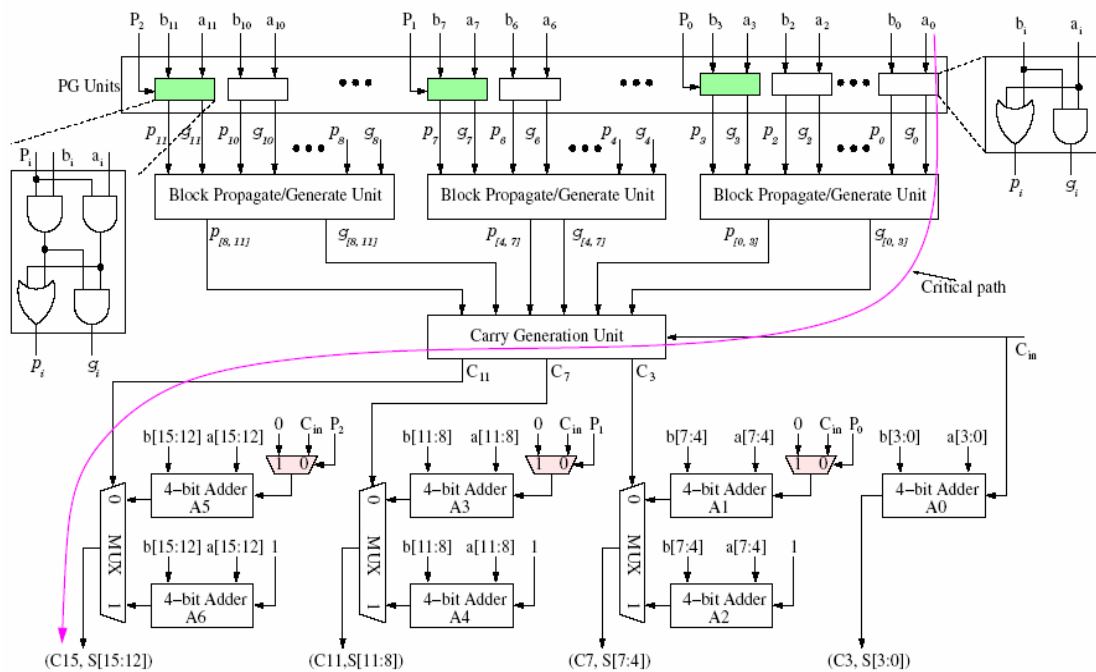 P2 b11 a11 b10 a10 P1 b7 a7 b6 a6 P0 b3 a3 b2 a2 b0 a0 bi ai
PG Units
p11 g11 p10 g10 p8 g8 p7 g7 p6 g6 p4 g4 p3 g3 p2 g2 p0 g0
Pi bi ai
pi gi
Block Propagate/Generate Unit Block Propagate/Generate Unit Block Propagate/Generate Unit
p[8, 11] g[8, 11] p[4, 7] g[4, 7] p[0, 3] g[0, 3]
Critical path
Carry Generation Unit
Cin
pi gi
C11 C7 C3
0 Cin P2 0 Cin P1 0 Cin P0
b[15:12] a[15:12] b[11:8] a[11:8] b[7:4] a[7:4] b[3:0] a[3:0]
1 0 1 0 1 0
4-bit Adder A5
4-bit Adder A3
4-bit Adder A1
4-bit Adder A0
0 MUX 1
0 MUX 1
0 MUX 1
b[15:12] a[15:12] 1 b[11:8] a[11:8] 1 b[7:4] a[7:4] 1
4-bit Adder A6
4-bit Adder A4
4-bit Adder A2
(C15, S[15:12]) (C11,S[11:8]) (C7, S[7:4]) (C3, S[3:0])